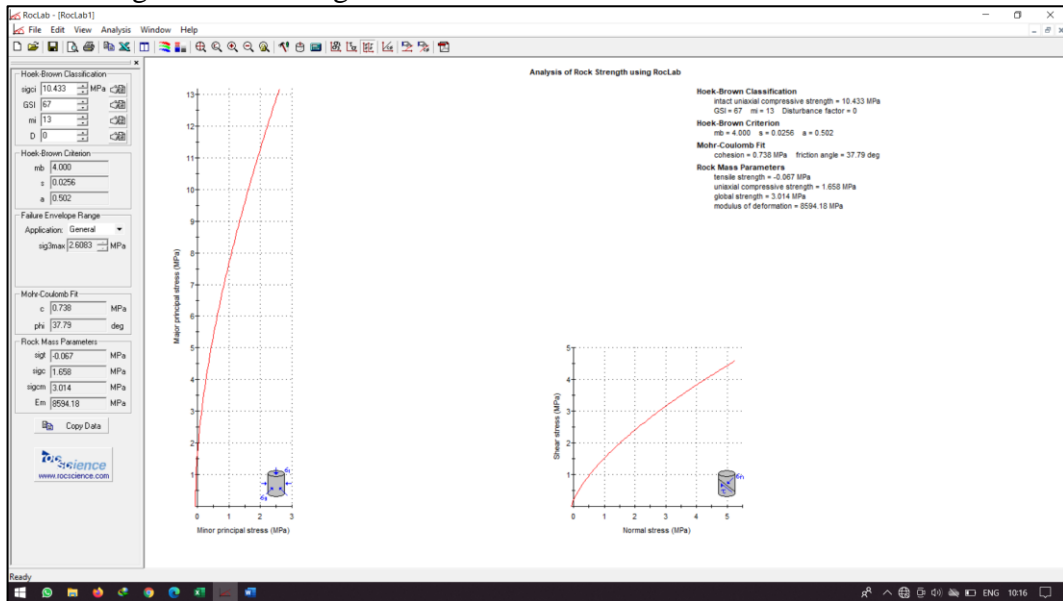 RocLab - [RocLab1]
File Edit View Analysis Window Help
Hoek-Brown Classification
sigci 10.433 MPa
GSI 67
mi 13
D 0
Hoek-Brown Criterion
mb 4.000
s 0.0256
a 0.502
Failure Envelope Range
Application: General
sig3max 2.6083 MPa
Mohr-Coulomb Fit
c 0.738 MPa
phi 37.79 deg
Rock Mass Parameters
sigt -0.067 MPa
sigc 1.658 MPa
sigcm 3.014 MPa
Em 8594.18 MPa
Copy Data
rocscience
www.rocscience.com
Analysis of Rock Strength using RocLab
Hoek-Brown Classification
intact uniaxial compressive strength = 10.433 MPa
GSI = 67 mi = 13 Disturbance factor = 0
Hoek-Brown Criterion
mb = 4.000 s = 0.0256 a = 0.502
Mohr-Coulomb Fit
cohesion = 0.738 MPa friction angle = 37.79 deg
Rock Mass Parameters
tensile strength = -0.067 MPa
uniaxial compressive strength = 1.658 MPa
global strength = 3.014 MPa
modulus of deformation = 8594.18 MPa
Major principal stress (MPa)
13
12
11
10
9
8
7
6
5
4
3
2
1
0 1 2 3
Minor principal stress (MPa)
Shear stress (MPa)
5
4
3
2
1
0 1 2 3 4 5
Normal stress (MPa)
Ready
ENG 10:16